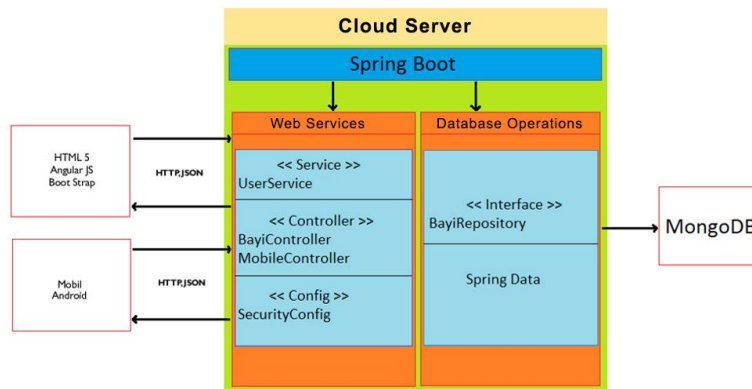 Cloud Server
Spring Boot
Web Services
Database Operations
HTML 5
Angular JS
Boot Strap
HTTP,JSON
<< Service >>
UserService
<< Controller >>
BayiController
MobileController
<< Config >>
SecurityConfig
<< Interface >>
BayiRepository
Spring Data
MongoDB
Mobil
Android
HTTP,JSON